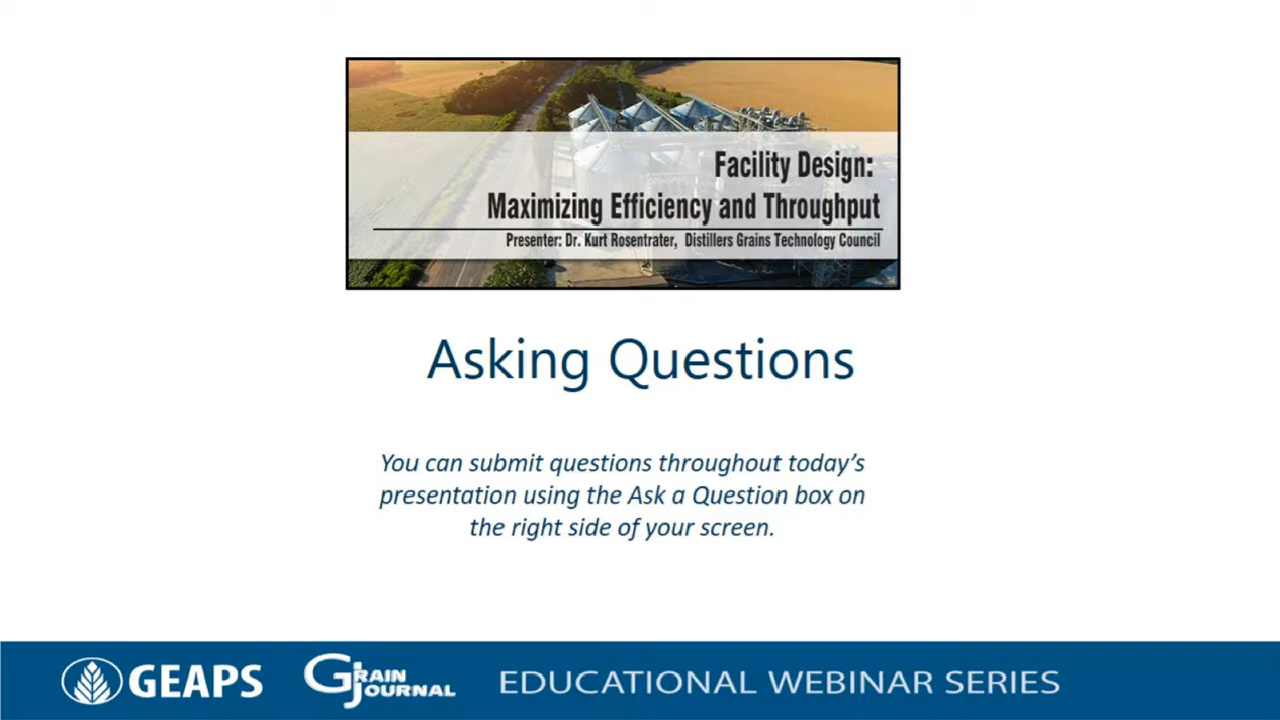 Facility Design:
Maximizing Efficiency and Throughput
Presenter: Dr. Kurt Rosentrater, Distillers Grains Technology Council
Asking Questions
You can submit questions throughout today's
presentation using the Ask a Question box on
the right side of your screen.
GEAPS GRAIN JOURNAL EDUCATIONAL WEBINAR SERIES